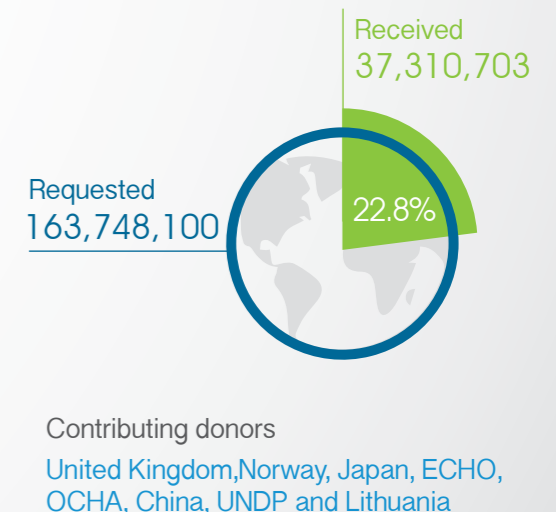 Received
37,310,703
Requested
163,748,100
22.8%
Contributing donors
United Kingdom,Norway, Japan, ECHO,
OCHA, China, UNDP and Lithuania